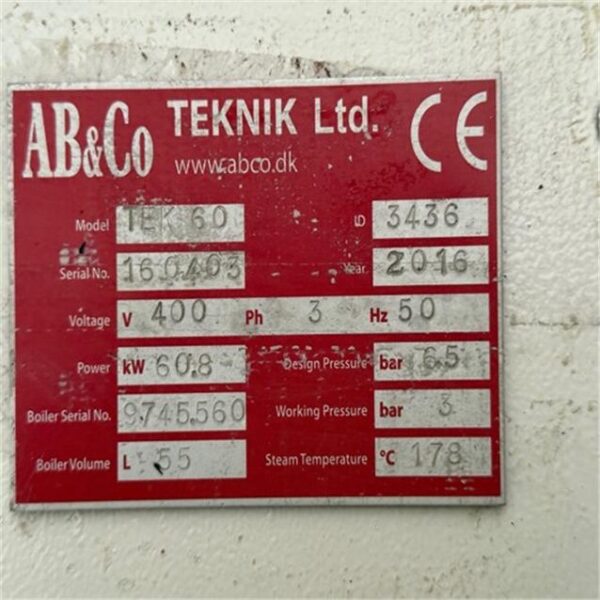 AB&Co TEKNIK Ltd. CE
www.abco.dk
Model TEK 60 ID 3436
Serial No. 160403 Year 2016
Voltage V 400 Ph 3 Hz 50
Power kW 60.8 Design Pressure bar 6.5
Boiler Serial No. 9745560 Working Pressure bar 3
Boiler Volume L 55 Steam Temperature °C 178